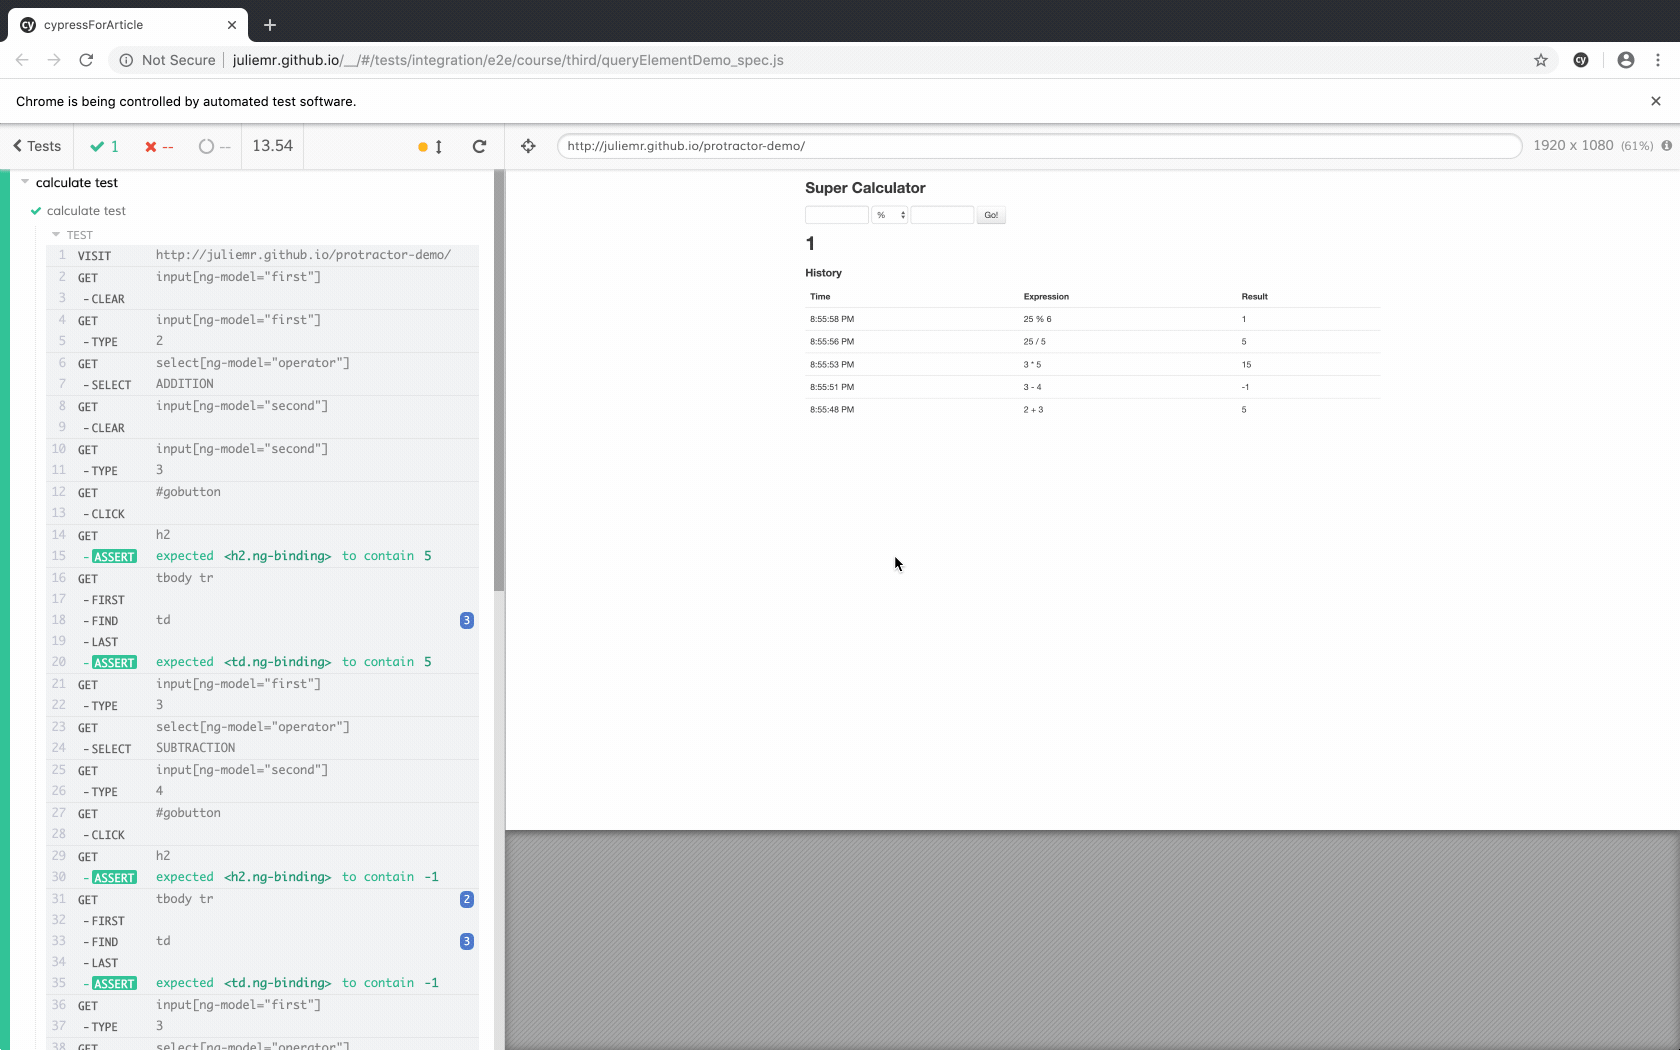 cypressForArticle
Not Secure juliemr.github.io/__/#/tests/integration/e2e/course/third/queryElementDemo_spec.js
Chrome is being controlled by automated test software.
Tests 1 -- -- 13.54
http://juliemr.github.io/protractor-demo/ 1920 x 1080 (61%)
calculate test
calculate test
TEST
1 VISIT http://juliemr.github.io/protractor-demo/
2 GET input[ng-model="first"]
3 -CLEAR
4 GET input[ng-model="first"]
5 -TYPE 2
6 GET select[ng-model="operator"]
7 -SELECT ADDITION
8 GET input[ng-model="second"]
9 -CLEAR
10 GET input[ng-model="second"]
11 -TYPE 3
12 GET #gobutton
13 -CLICK
14 GET h2
15 -ASSERT expected <h2.ng-binding> to contain 5
16 GET tbody tr
17 -FIRST
18 -FIND td 3
19 -LAST
20 -ASSERT expected <td.ng-binding> to contain 5
21 GET input[ng-model="first"]
22 -TYPE 3
23 GET select[ng-model="operator"]
24 -SELECT SUBTRACTION
25 GET input[ng-model="second"]
26 -TYPE 4
27 GET #gobutton
28 -CLICK
29 GET h2
30 -ASSERT expected <h2.ng-binding> to contain -1
31 GET tbody tr 2
32 -FIRST
33 -FIND td 3
34 -LAST
35 -ASSERT expected <td.ng-binding> to contain -1
36 GET input[ng-model="first"]
37 -TYPE 3
38 GET select[ng-model="operator"]
Super Calculator
% Go!
1
History
Time Expression Result
8:55:58 PM 25 % 6 1
8:55:56 PM 25 / 5 5
8:55:53 PM 3 * 5 15
8:55:51 PM 3 - 4 -1
8:55:48 PM 2 + 3 5